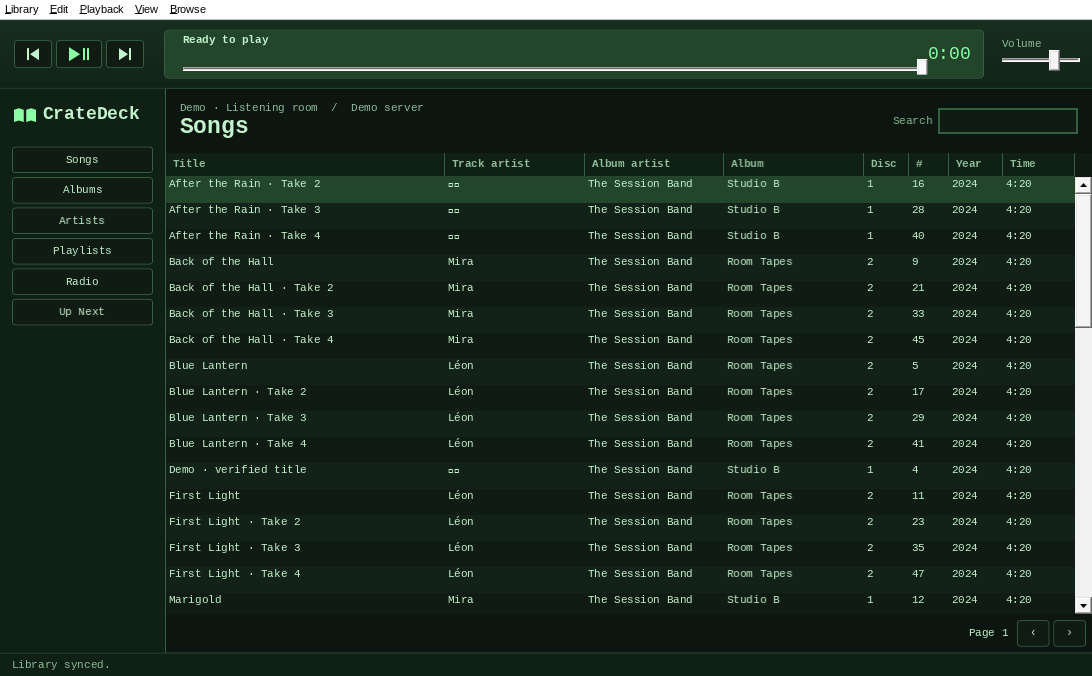 Library Edit Playback View Browse
Ready to play
0:00
Volume
CrateDeck
Songs
Albums
Artists
Playlists
Radio
Up Next
Demo · Listening room / Demo server
Songs
Search
Title Track artist Album artist Album Disc # Year Time
After the Rain · Take 2 The Session Band Studio B 1 16 2024 4:20
After the Rain · Take 3 The Session Band Studio B 1 28 2024 4:20
After the Rain · Take 4 The Session Band Studio B 1 40 2024 4:20
Back of the Hall Mira The Session Band Room Tapes 2 9 2024 4:20
Back of the Hall · Take 2 Mira The Session Band Room Tapes 2 21 2024 4:20
Back of the Hall · Take 3 Mira The Session Band Room Tapes 2 33 2024 4:20
Back of the Hall · Take 4 Mira The Session Band Room Tapes 2 45 2024 4:20
Blue Lantern Léon The Session Band Room Tapes 2 5 2024 4:20
Blue Lantern · Take 2 Léon The Session Band Room Tapes 2 17 2024 4:20
Blue Lantern · Take 3 Léon The Session Band Room Tapes 2 29 2024 4:20
Blue Lantern · Take 4 Léon The Session Band Room Tapes 2 41 2024 4:20
Demo · verified title The Session Band Studio B 1 4 2024 4:20
First Light Léon The Session Band Room Tapes 2 11 2024 4:20
First Light · Take 2 Léon The Session Band Room Tapes 2 23 2024 4:20
First Light · Take 3 Léon The Session Band Room Tapes 2 35 2024 4:20
First Light · Take 4 Léon The Session Band Room Tapes 2 47 2024 4:20
Marigold Mira The Session Band Studio B 1 12 2024 4:20
Page 1 ‹ ›
Library synced.